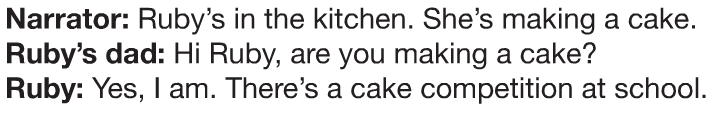 Narrator: Ruby’s in the kitchen. She’s making a cake.
Ruby’s dad: Hi Ruby, are you making a cake?
Ruby: Yes, I am. There’s a cake competition at school.